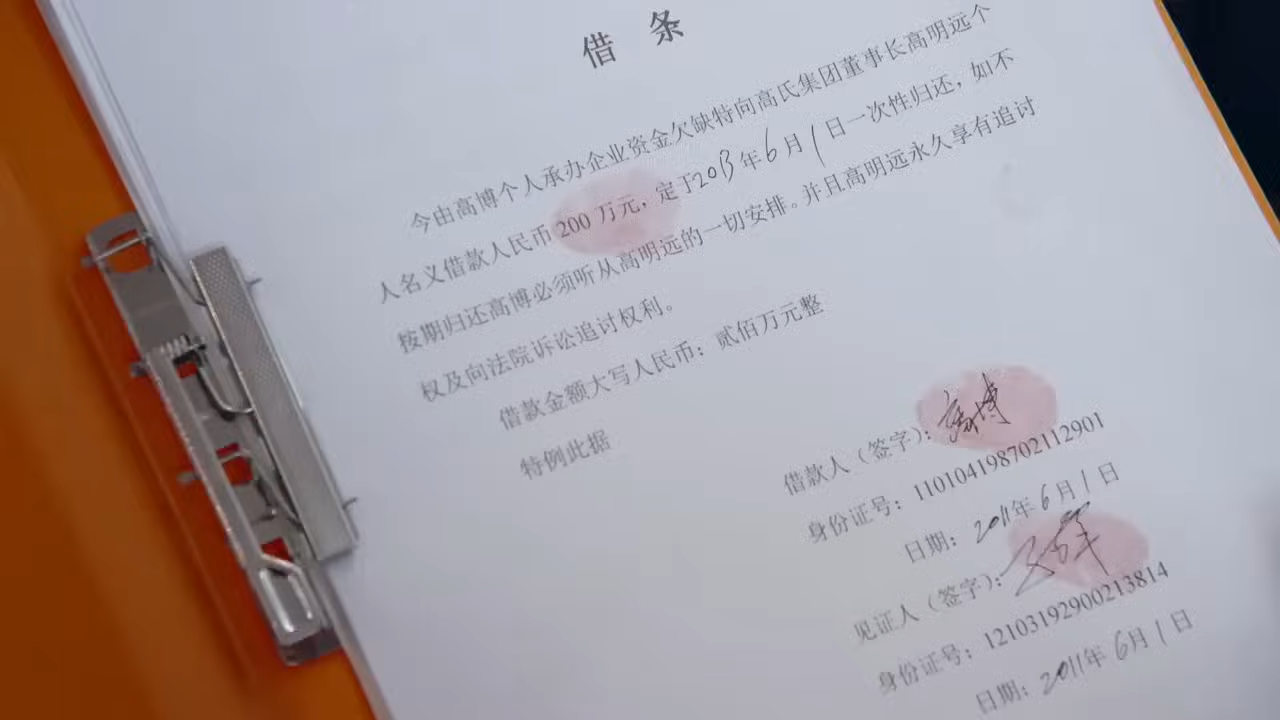 借 条
今由高博个人承办企业资金欠缺特向高氏集团董事长高明远个
人名义借款人民币 200 万元，定于2013年6月1日一次性归还，如不
按期归还高博必须听从高明远的一切安排。并且高明远永久享有追讨
权及向法院诉讼追讨权利。
借款金额大写人民币：贰佰万元整
特例此据
借款人（签字）：高博
身份证号：110104198702112901
日期：2011年6月1日
见证人（签字）：
身份证号：12103192900213814
日期：2011年6月1日